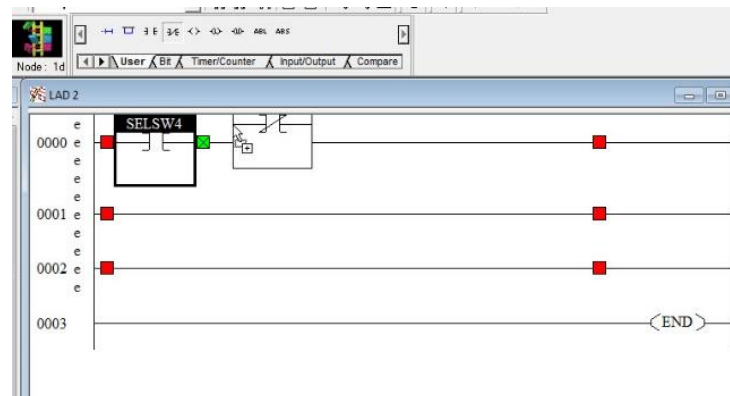 ABL ABS
Node: 1d
User Bit Timer/Counter Input/Output Compare
LAD 2
e SELSW4
0000 e
e
e
e
0001 e
e
e
0002 e
e
0003 END